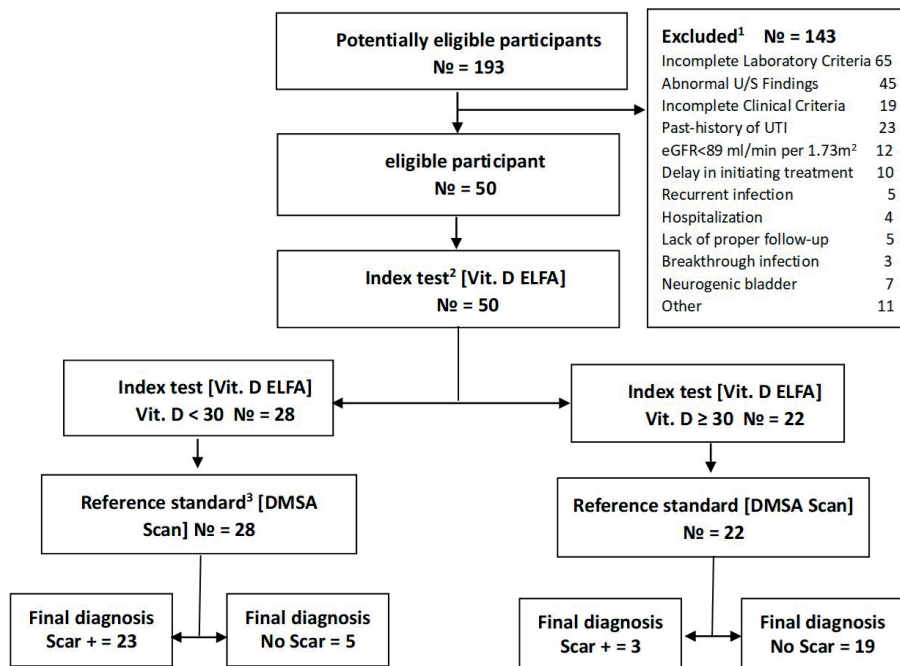 Potentially eligible participants
№ = 193
Excluded¹ № = 143
Incomplete Laboratory Criteria 65
Abnormal U/S Findings 45
Incomplete Clinical Criteria 19
Past-history of UTI 23
eGFR<89 ml/min per 1.73m² 12
Delay in initiating treatment 10
Recurrent infection 5
Hospitalization 4
Lack of proper follow-up 5
Breakthrough infection 3
Neurogenic bladder 7
Other 11
eligible participant
№ = 50
Index test² [Vit. D ELFA]
№ = 50
Index test [Vit. D ELFA]
Vit. D < 30 № = 28
Index test [Vit. D ELFA]
Vit. D ≥ 30 № = 22
Reference standard³ [DMSA
Scan] № = 28
Reference standard [DMSA Scan]
№ = 22
Final diagnosis
Scar + = 23
Final diagnosis
No Scar = 5
Final diagnosis
Scar + = 3
Final diagnosis
No Scar = 19